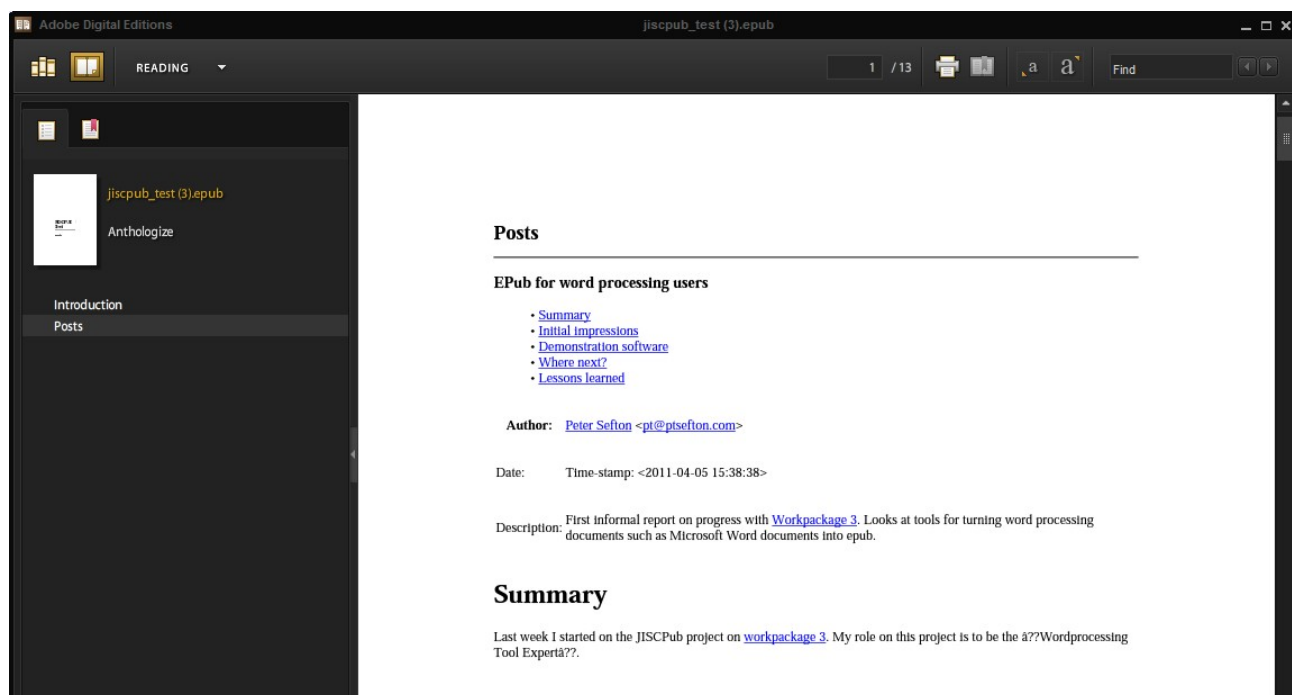 Adobe Digital Editions
jiscpub_test (3).epub
READING
1 /13
a a
Find
jiscpub_test (3).epub
Anthologize
Introduction
Posts
Posts
EPub for word processing users
• Summary
• Initial impressions
• Demonstration software
• Where next?
• Lessons learned
Author: Peter Sefton <pt@ptsefton.com>
Date: Time-stamp: <2011-04-05 15:38:38>
Description: First informal report on progress with Workpackage 3. Looks at tools for turning word processing
documents such as Microsoft Word documents into epub.
Summary
Last week I started on the JISCPub project on workpackage 3. My role on this project is to be the â??Wordprocessing
Tool Expertâ??.